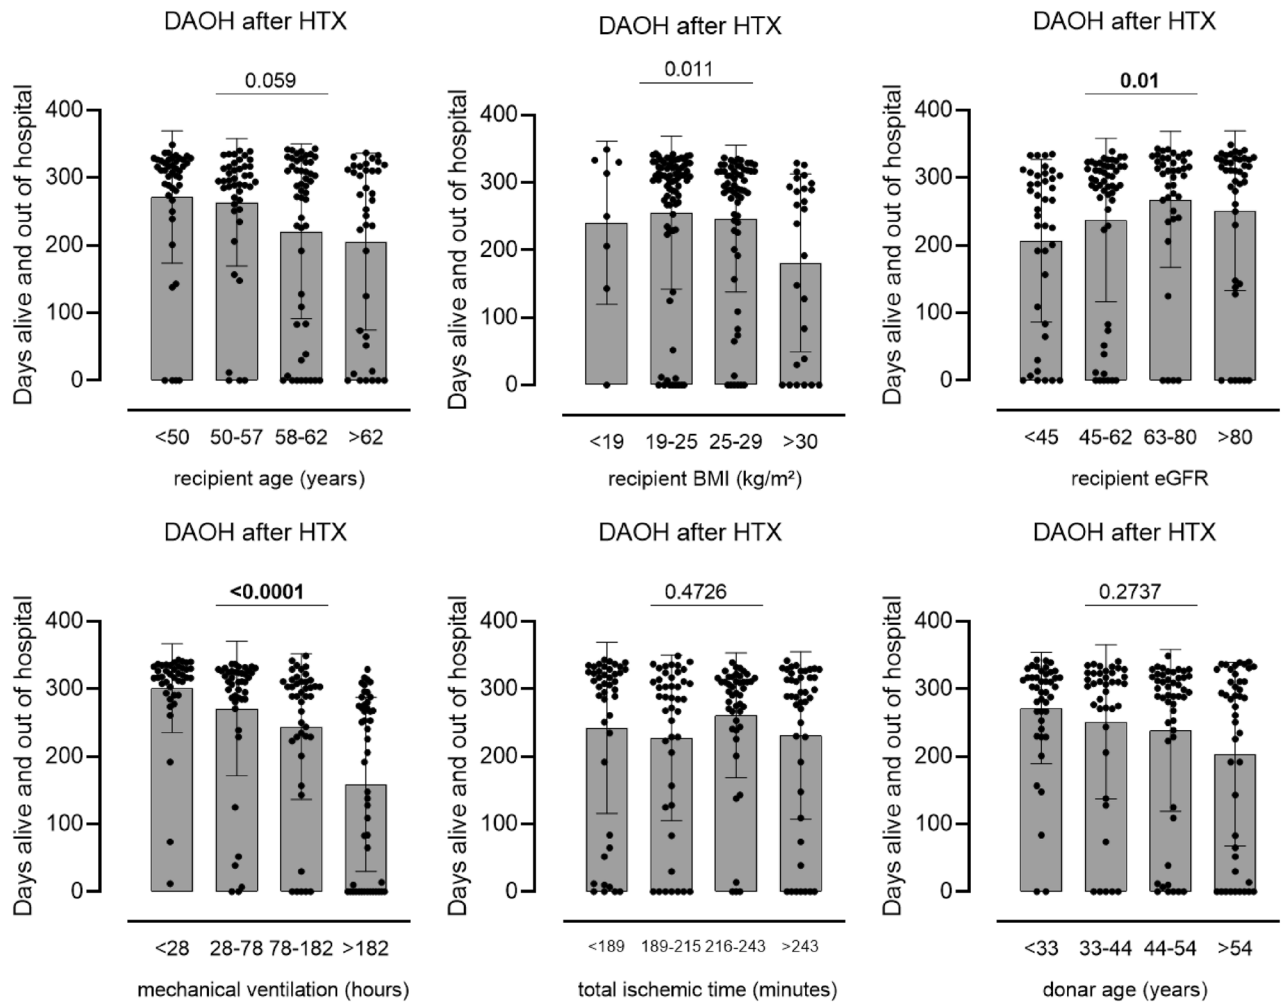 DAOH after HTX
0.059
Days alive and out of hospital
400
300
200
100
0
<50 50-57 58-62 >62
recipient age (years)
DAOH after HTX
0.011
Days alive and out of hospital
400
300
200
100
0
<19 19-25 25-29 >30
recipient BMI (kg/m²)
DAOH after HTX
0.01
Days alive and out of hospital
400
300
200
100
0
<45 45-62 63-80 >80
recipient eGFR
DAOH after HTX
<0.0001
Days alive and out of hospital
400
300
200
100
0
<28 28-78 78-182 >182
mechanical ventilation (hours)
DAOH after HTX
0.4726
Days alive and out of hospital
400
300
200
100
0
<189 189-215 216-243 >243
total ischemic time (minutes)
DAOH after HTX
0.2737
Days alive and out of hospital
400
300
200
100
0
<33 33-44 44-54 >54
donar age (years)